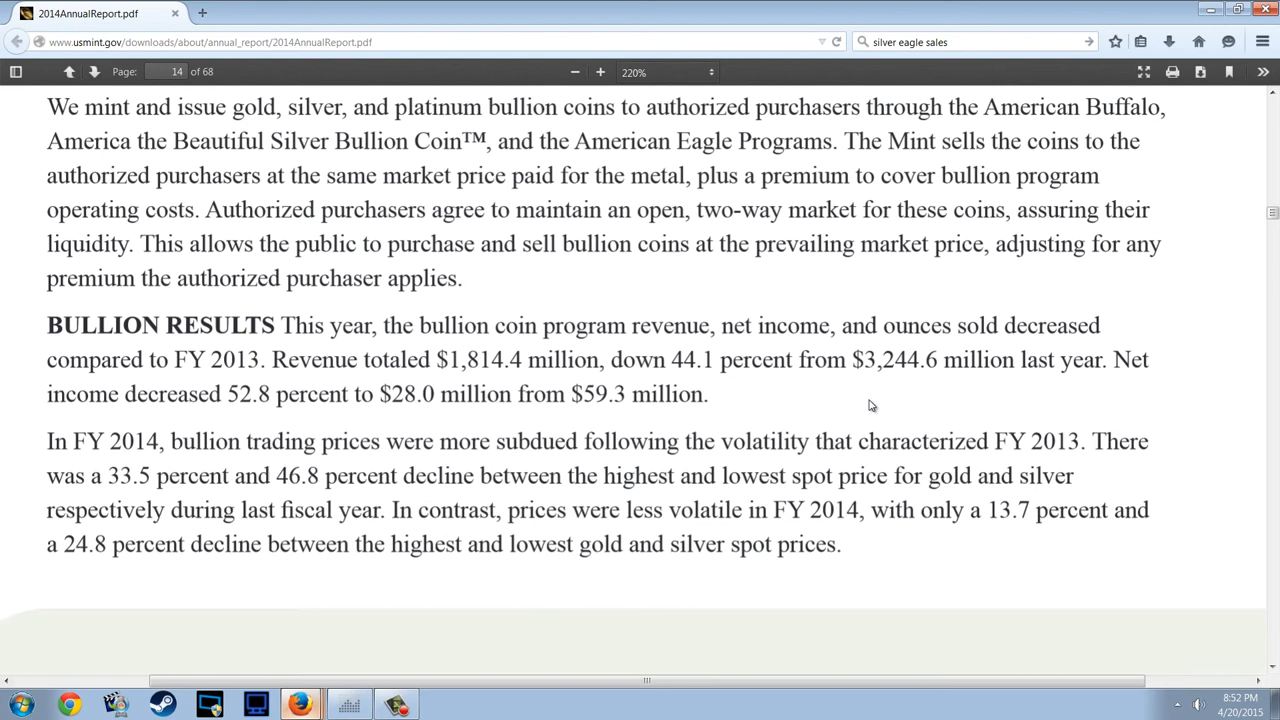 2014AnnualReport.pdf
www.usmint.gov/downloads/about/annual_report/2014AnnualReport.pdf
silver eagle sales
Page: 14 of 68
220%
We mint and issue gold, silver, and platinum bullion coins to authorized purchasers through the American Buffalo,
America the Beautiful Silver Bullion Coin™, and the American Eagle Programs. The Mint sells the coins to the
authorized purchasers at the same market price paid for the metal, plus a premium to cover bullion program
operating costs. Authorized purchasers agree to maintain an open, two-way market for these coins, assuring their
liquidity. This allows the public to purchase and sell bullion coins at the prevailing market price, adjusting for any
premium the authorized purchaser applies.
BULLION RESULTS This year, the bullion coin program revenue, net income, and ounces sold decreased
compared to FY 2013. Revenue totaled $1,814.4 million, down 44.1 percent from $3,244.6 million last year. Net
income decreased 52.8 percent to $28.0 million from $59.3 million.
In FY 2014, bullion trading prices were more subdued following the volatility that characterized FY 2013. There
was a 33.5 percent and 46.8 percent decline between the highest and lowest spot price for gold and silver
respectively during last fiscal year. In contrast, prices were less volatile in FY 2014, with only a 13.7 percent and
a 24.8 percent decline between the highest and lowest gold and silver spot prices.
8:52 PM
4/20/2015